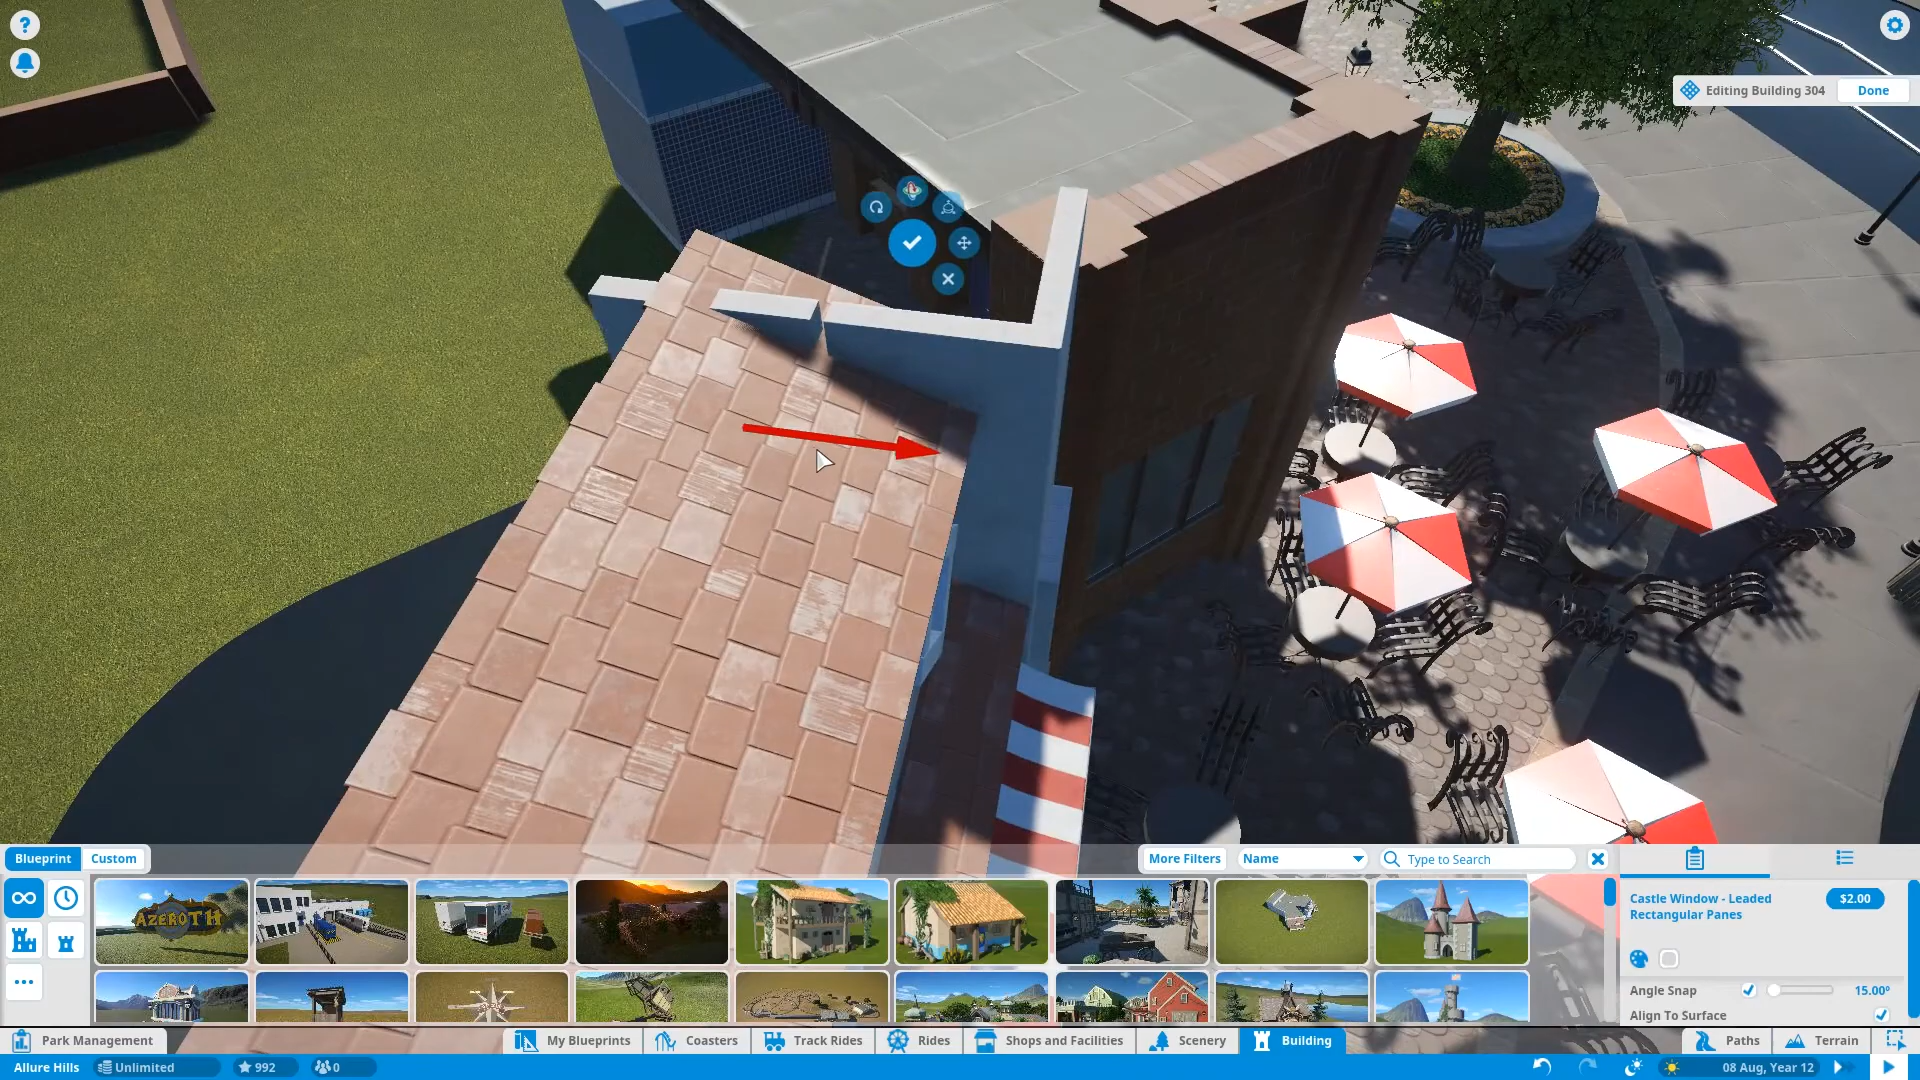 ?
Editing Building 304
Done
Blueprint
Custom
More Filters
Name
Type to Search
AZEROTH
Castle Window - Leaded
Rectangular Panes
$2.00
Angle Snap
15.00°
Align To Surface
Park Management
My Blueprints
Coasters
Track Rides
Rides
Shops and Facilities
Scenery
Building
Paths
Terrain
Allure Hills
Unlimited
992
0
08 Aug, Year 12